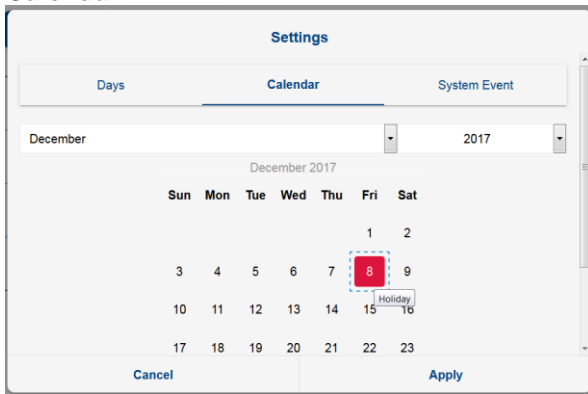 Settings
Days Calendar System Event
December 2017
December 2017
Sun Mon Tue Wed Thu Fri Sat
1 2
3 4 5 6 7 8 9
Holiday
10 11 12 13 14 15 16
17 18 19 20 21 22 23
Cancel Apply